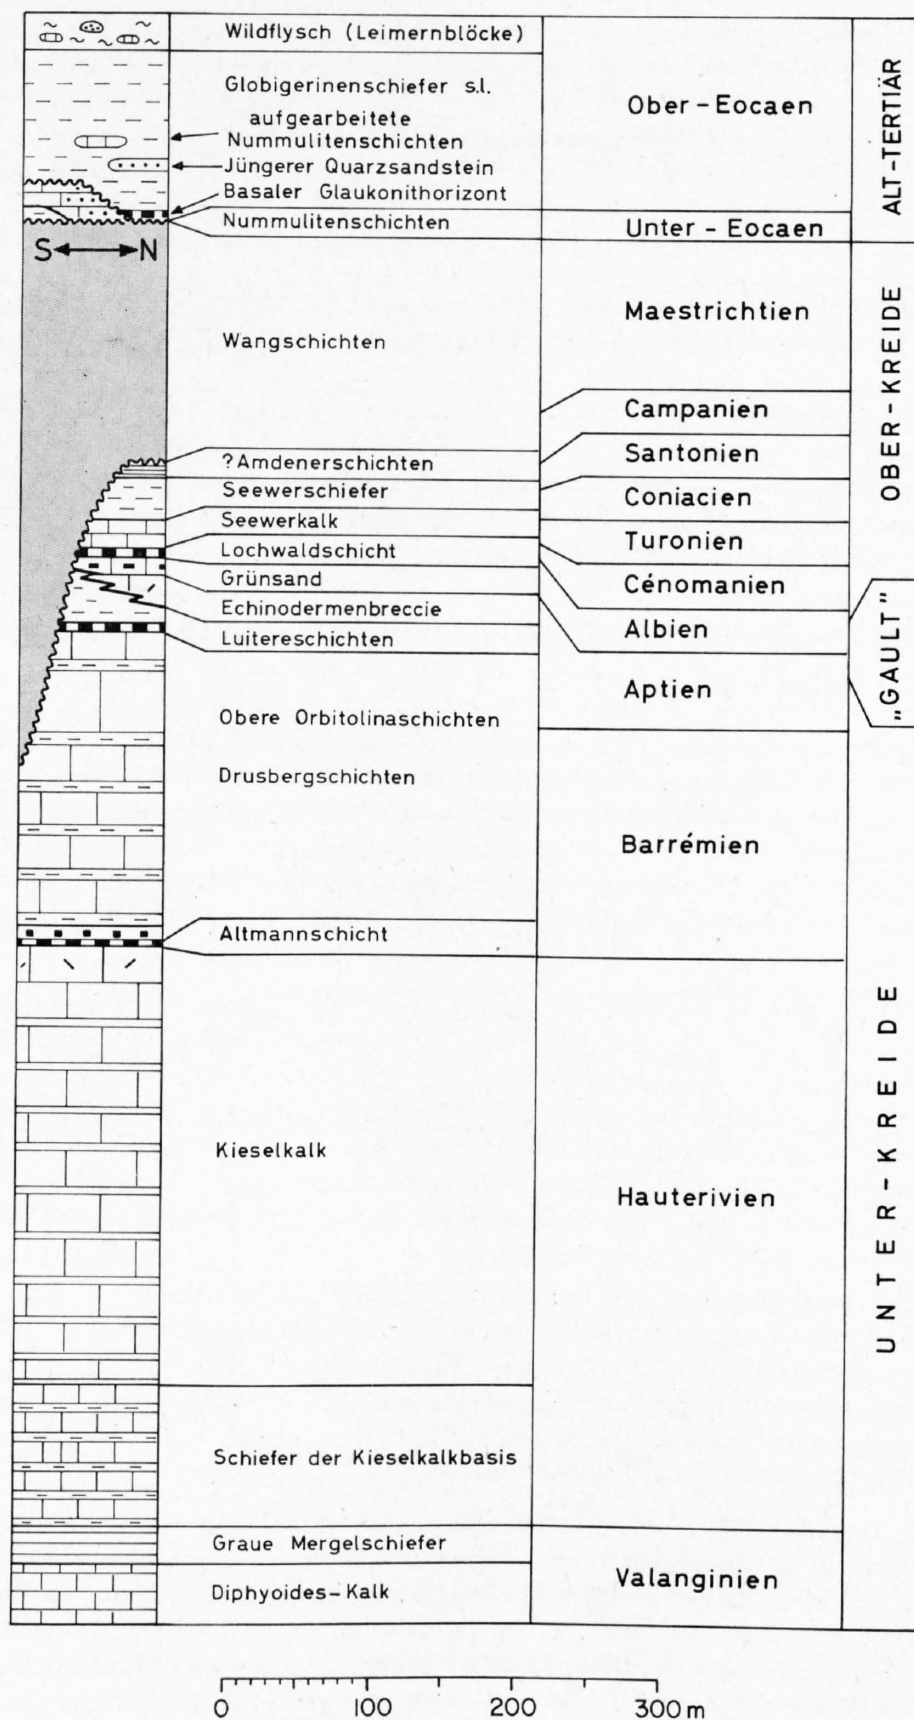 Wildflysch (Leimernblöcke)
Globigerinenschiefer s.l.
aufgearbeitete
Nummulitenschichten
Jüngerer Quarzsandstein
Basaler Glaukonithorizont
Nummulitenschichten
S N
Wangschichten
?Amdenerschichten
Seewerschiefer
Seewerkalk
Lochwaldschicht
Grünsand
Echinodermenbreccie
Luitereschichten
Obere Orbitolinaschichten
Drusbergschichten
Altmannschicht
Kieselkalk
Schiefer der Kieselkalkbasis
Graue Mergelschiefer
Diphyoides-Kalk
Ober-Eocaen
Unter-Eocaen
Maestrichtien
Campanien
Santonien
Coniacien
Turonien
Cénomanien
Albien
Aptien
Barrémien
Hauterivien
Valanginien
ALT-TERTIÄR
OBER-KREIDE
„GAULT"
UNTER-KREIDE
0 100 200 300 m